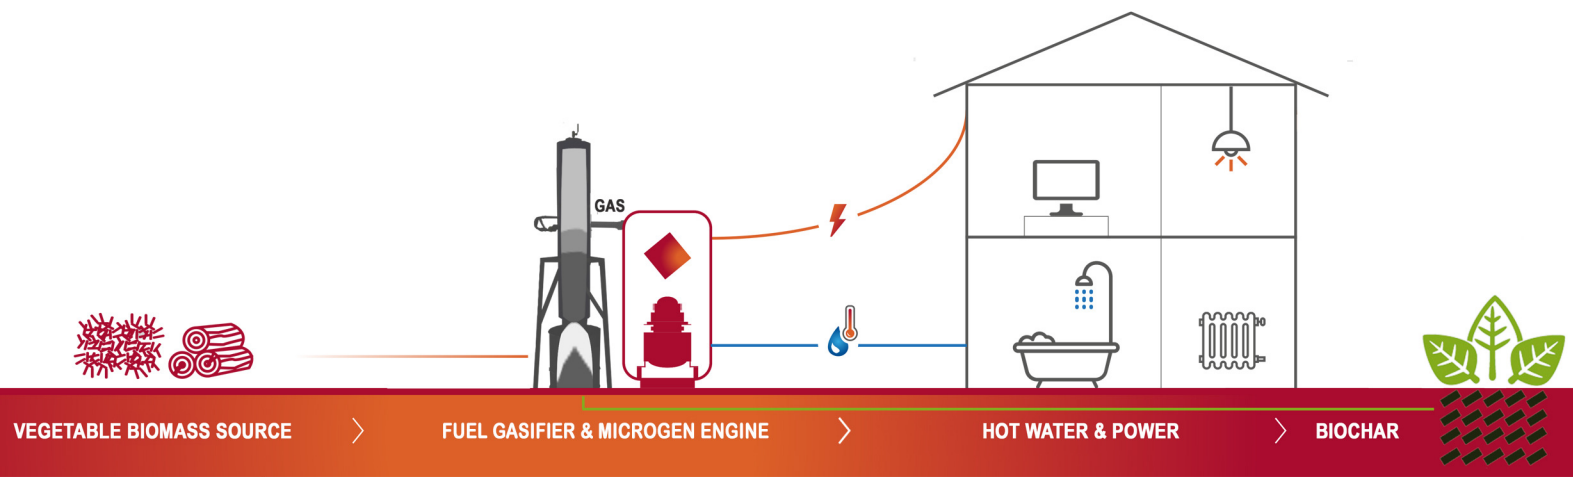 GAS
VEGETABLE BIOMASS SOURCE
FUEL GASIFIER & MICROGEN ENGINE
HOT WATER & POWER
BIOCHAR